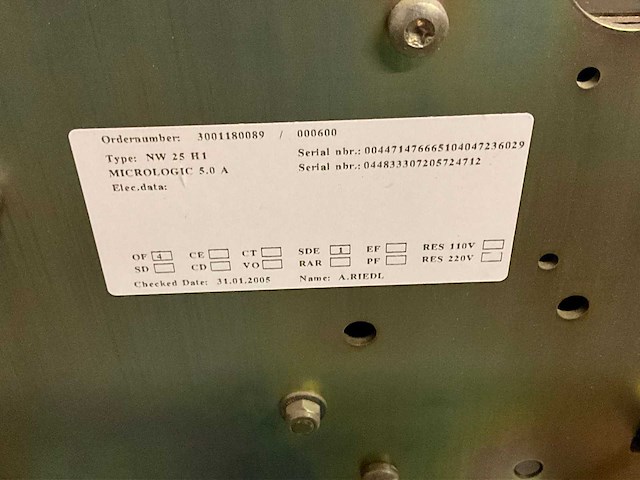 Ordernumber: 3001180089 / 000600
Type: NW 25 H1 Serial nbr.: 004471476665104047236029
MICROLOGIC 5.0 A Serial nbr.: 044833307205724712
Elec.data:
OF 4 CE CT SDE 1 EF RES 110V
SD CD VO RAR PF RES 220V
Checked Date: 31.01.2005 Name: A.RIEDL